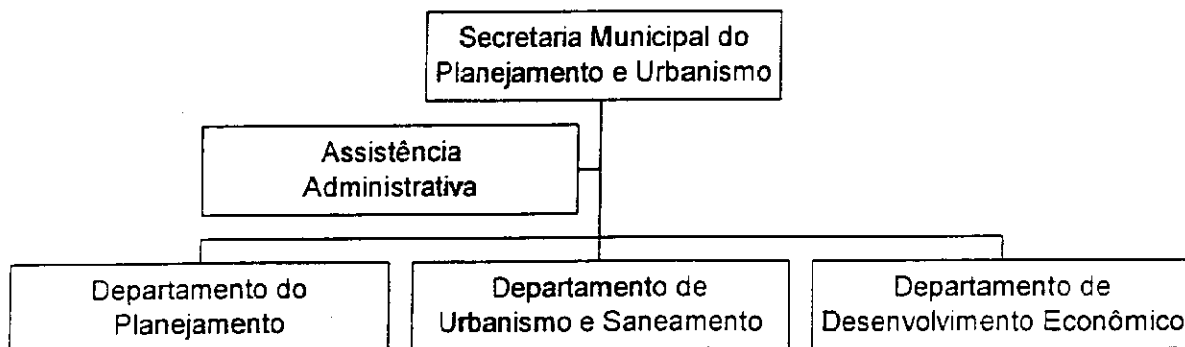 Secretaria Municipal do
Planejamento e Urbanismo
Assistência
Administrativa
Departamento do
Planejamento
Departamento de
Urbanismo e Saneamento
Departamento de
Desenvolvimento Econômico